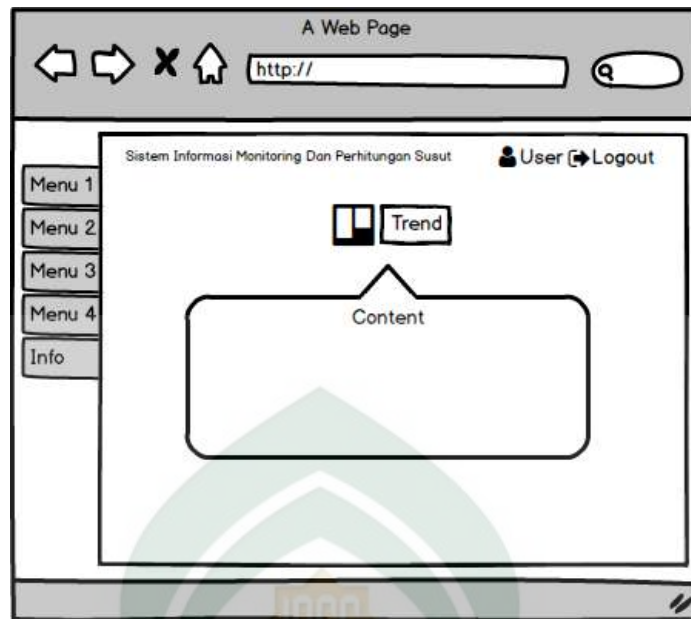 A Web Page
http://
Sistem Informasi Monitoring Dan Perhitungan Susut
User Logout
Menu 1
Menu 2
Menu 3
Menu 4
Info
Trend
Content